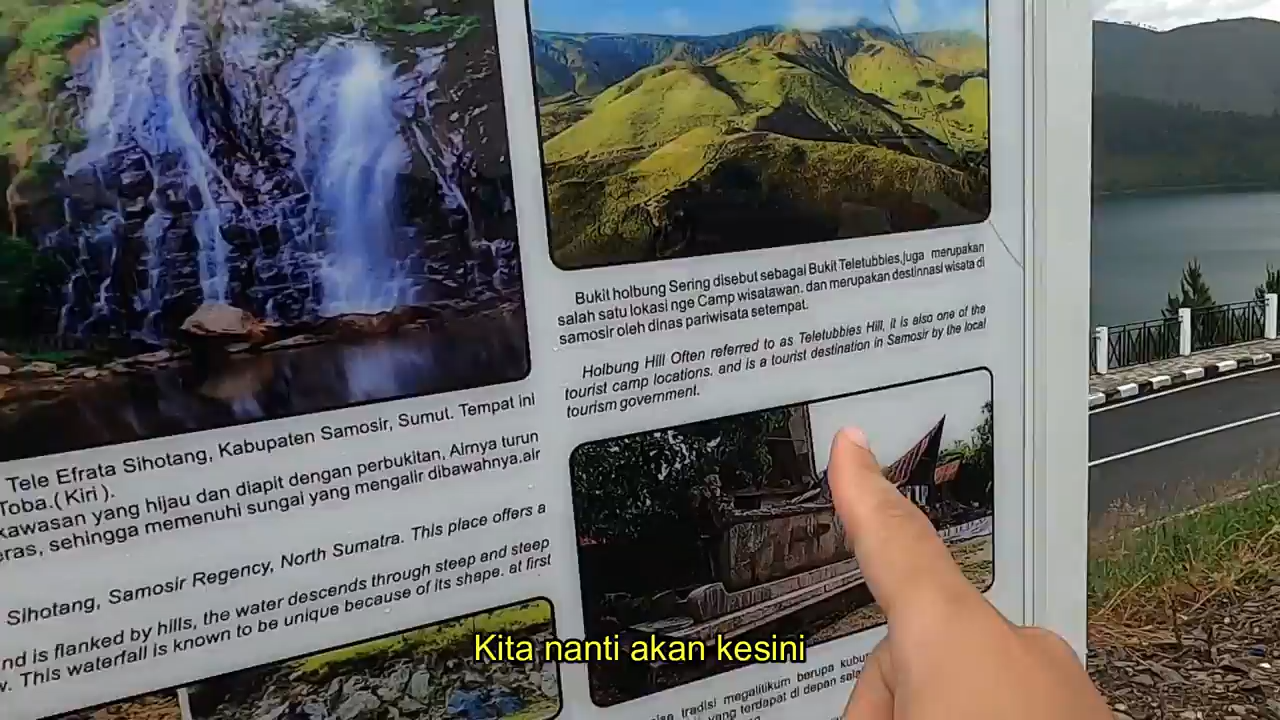 Tele Efrata Sihotang, Kabupaten Samosir, Sumut. Tempat ini
Toba.( Kiri ).
kawasan yang hijau dan diapit dengan perbukitan, Airnya turun
eras, sehingga memenuhi sungai yang mengalir dibawahnya.air
Sihotang, Samosir Regency, North Sumatra. This place offers a
nd is flanked by hills, the water descends through steep and steep
w. This waterfall is known to be unique because of its shape. at first
Bukit holbung Sering disebut sebagai Bukit Teletubbies,juga merupakan
salah satu lokasi nge Camp wisatawan. dan merupakan destinnasi wisata di
samosir oleh dinas pariwisata setempat.
Holbung Hill Often referred to as Teletubbies Hill, it is also one of the
tourist camp locations. and is a tourist destination in Samosir by the local
tourism government.
tradisi megalitikum berupa kubur
yang terdapat di depan
Kita nanti akan kesini